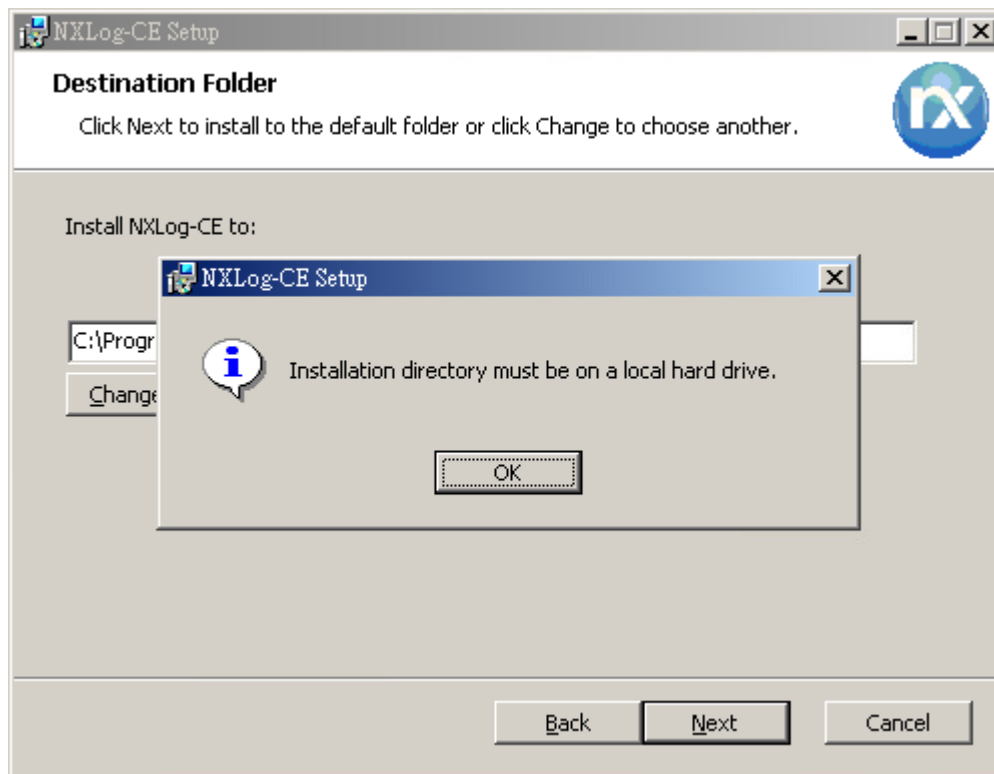 NXLog-CE Setup
Destination Folder
Click Next to install to the default folder or click Change to choose another.
nx
Install NXLog-CE to:
NXLog-CE Setup
C:\Progr
Installation directory must be on a local hard drive.
Change
OK
Back
Next
Cancel